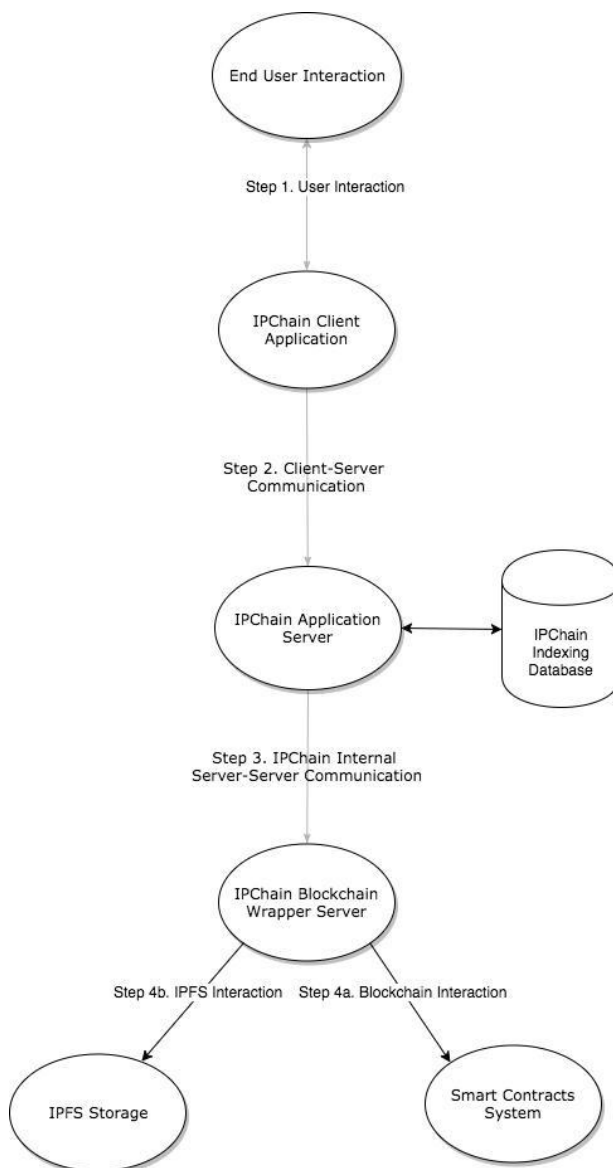 End User Interaction
Step 1. User Interaction
IPChain Client
Application
Step 2. Client-Server
Communication
IPChain Application
Server
IPChain
Indexing
Database
Step 3. IPChain Internal
Server-Server Communication
IPChain Blockchain
Wrapper Server
Step 4b. IPFS Interaction
Step 4a. Blockchain Interaction
IPFS Storage
Smart Contracts
System